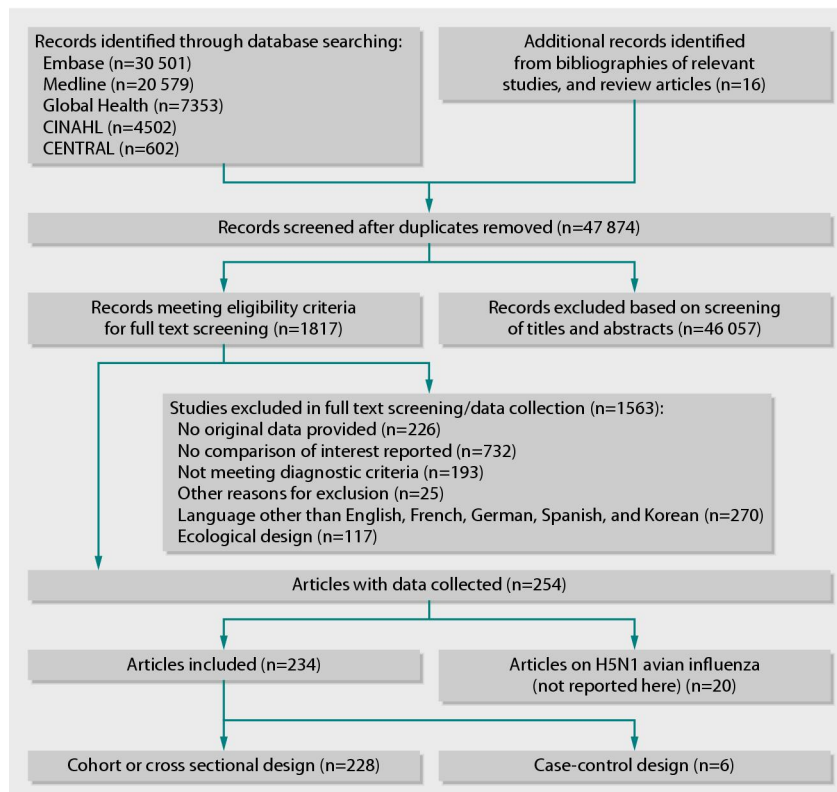 Records identified through database searching:
Embase (n=30 501)
Medline (n=20 579)
Global Health (n=7353)
CINAHL (n=4502)
CENTRAL (n=602)
Additional records identified
from bibliographies of relevant
studies, and review articles (n=16)
Records screened after duplicates removed (n=47 874)
Records meeting eligibility criteria
for full text screening (n=1817)
Records excluded based on screening
of titles and abstracts (n=46 057)
Studies excluded in full text screening/data collection (n=1563):
No original data provided (n=226)
No comparison of interest reported (n=732)
Not meeting diagnostic criteria (n=193)
Other reasons for exclusion (n=25)
Language other than English, French, German, Spanish, and Korean (n=270)
Ecological design (n=117)
Articles with data collected (n=254)
Articles included (n=234)
Articles on H5N1 avian influenza
(not reported here) (n=20)
Cohort or cross sectional design (n=228)
Case-control design (n=6)